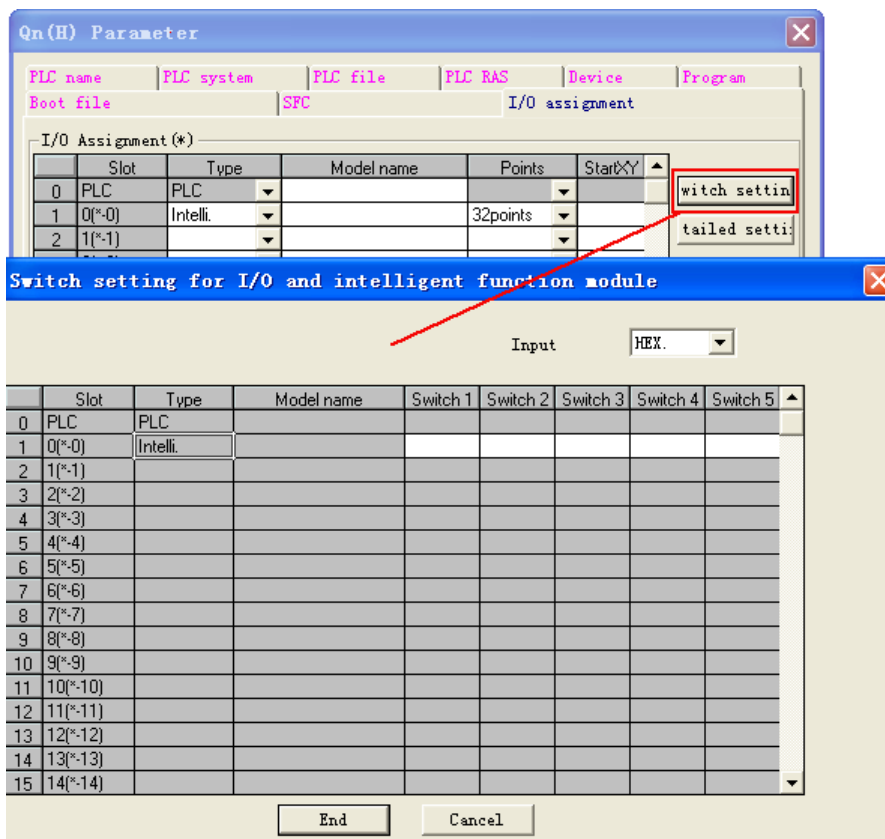 Qn(H) Parameter
PLC name PLC system PLC file PLC RAS Device Program
Boot file SFC I/O assignment
I/O Assignment(*)
Slot Type Model name Points StartXY
0 PLC PLC
1 0(*-0) Intelli. 32points
2 1(*-1)
witch settin
tailed setti
Switch setting for I/O and intelligent function module
Input HEX.
Slot Type Model name Switch 1 Switch 2 Switch 3 Switch 4 Switch 5
0 PLC PLC
1 0(*-0) Intelli.
2 1(*-1)
3 2(*-2)
4 3(*-3)
5 4(*-4)
6 5(*-5)
7 6(*-6)
8 7(*-7)
9 8(*-8)
10 9(*-9)
11 10(*-10)
12 11(*-11)
13 12(*-12)
14 13(*-13)
15 14(*-14)
End Cancel